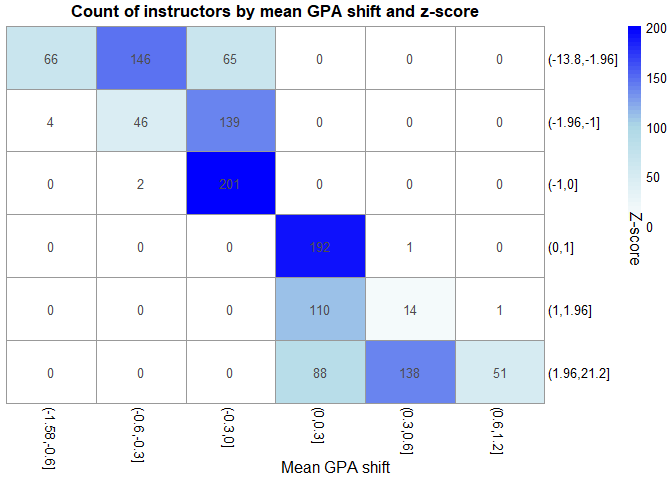 Count of instructors by mean GPA shift and z-score
66 146 65 0 0 0 (-13.8,-1.96]
4 46 139 0 0 0 (-1.96,-1]
0 2 201 0 0 0 (-1,0]
0 0 0 192 1 0 (0,1]
0 0 0 110 14 1 (1,1.96]
0 0 0 88 138 51 (1.96,21.2]
(-1.58,-0.6] (-0.6,-0.3] (-0.3,0] (0,0.3] (0.3,0.6] (0.6,1.2]
Mean GPA shift
Z-score
200
150
100
50
0